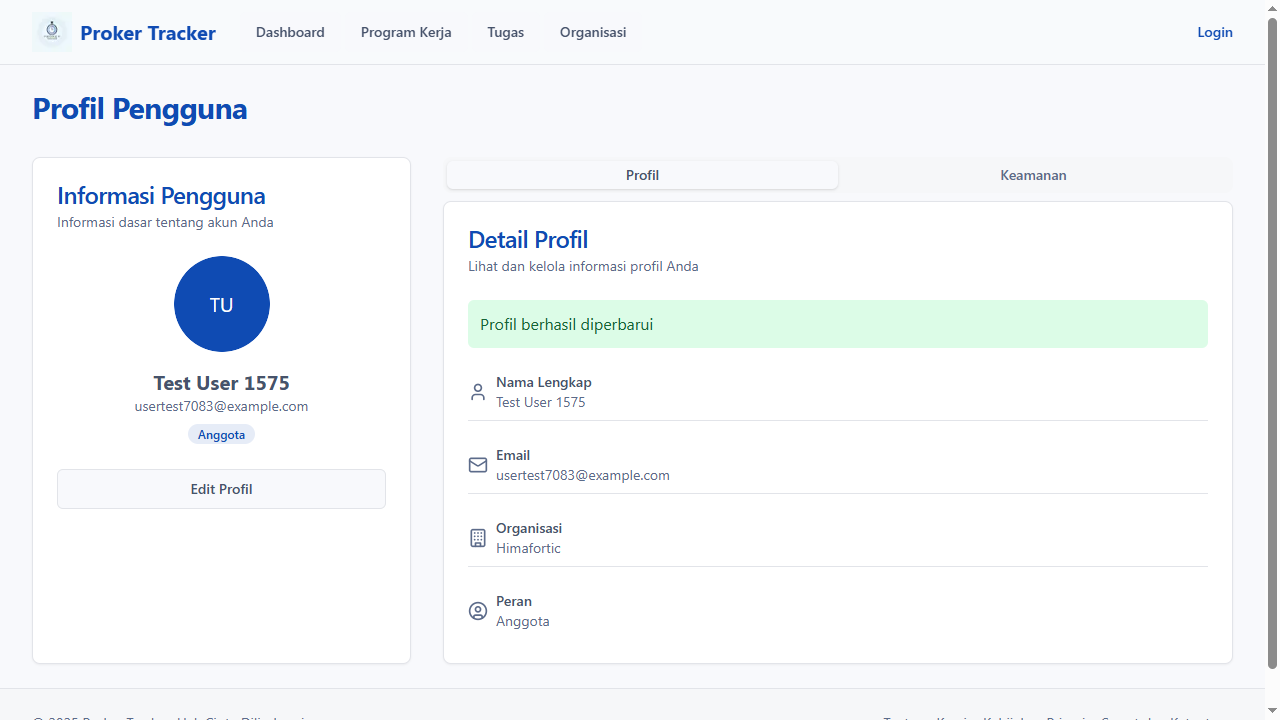 Proker Tracker
Dashboard
Program Kerja
Tugas
Organisasi
Login
Profil Pengguna
Informasi Pengguna
Informasi dasar tentang akun Anda
TU
Test User 1575
usertest7083@example.com
Anggota
Edit Profil
Profil
Keamanan
Detail Profil
Lihat dan kelola informasi profil Anda
Profil berhasil diperbarui
Nama Lengkap
Test User 1575
Email
usertest7083@example.com
Organisasi
Himafortic
Peran
Anggota